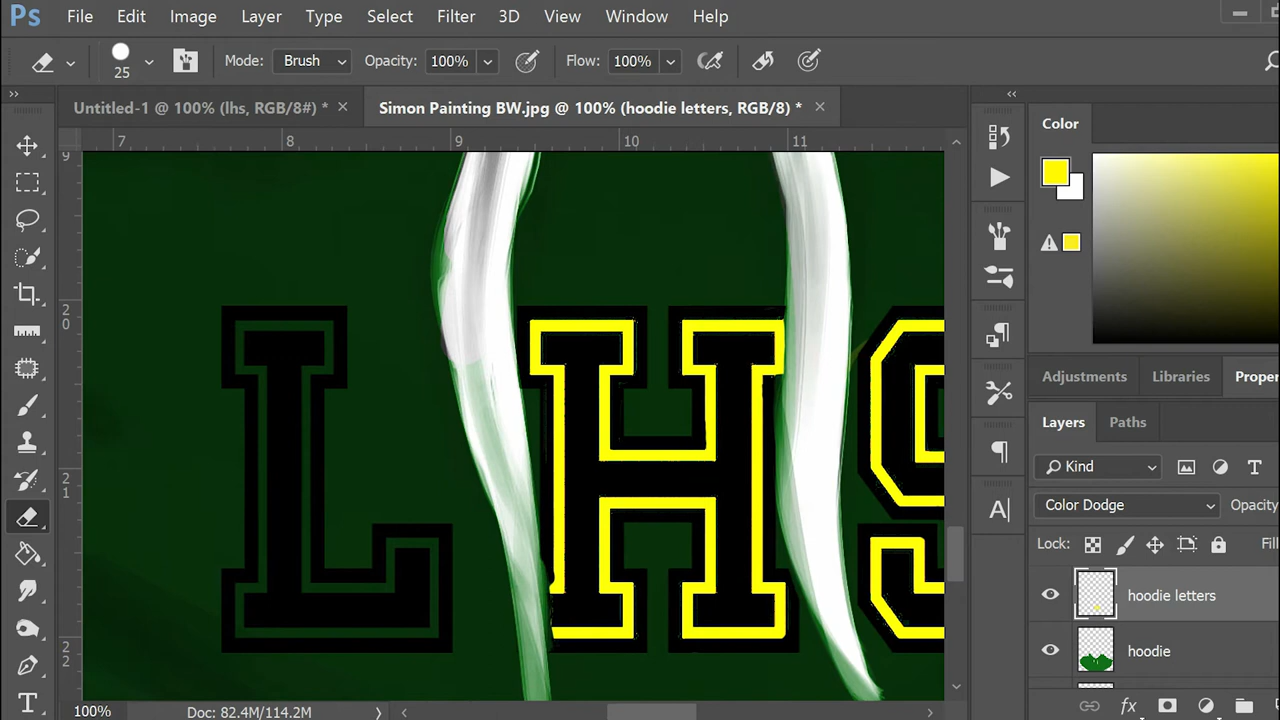 Ps File Edit Image Layer Type Select Filter 3D View Window Help
25 Mode: Brush Opacity: 100% Flow: 100%
Untitled-1 @ 100% (lhs, RGB/8#) * Simon Painting BW.jpg @ 100% (hoodie letters, RGB/8) *
7 8 9 10 11
9
20
21
22
LHS
Color
Adjustments Libraries Proper
Layers Paths
Kind
Color Dodge Opacity
Lock: Fill
hoodie letters
hoodie
fx
100% Doc: 82.4M/114.2M